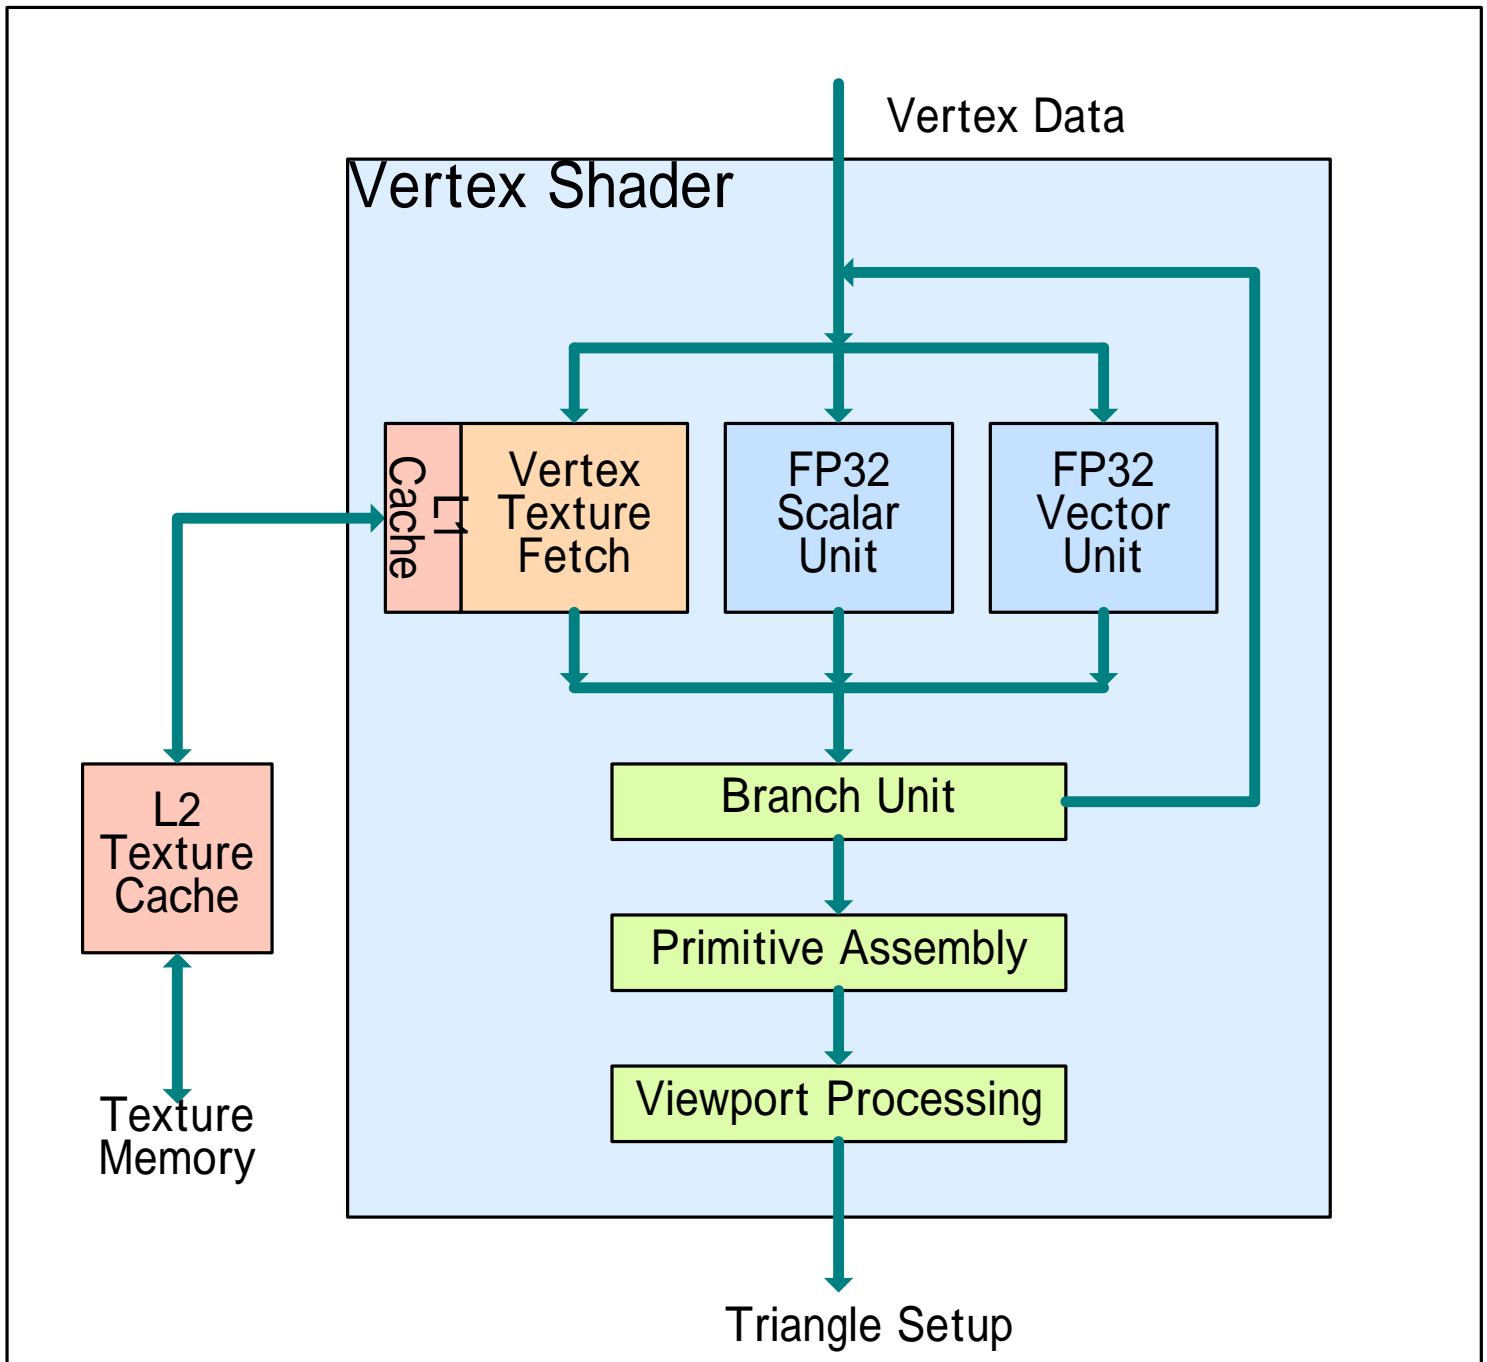 Vertex Data
Vertex Shader
L1
Cache
Vertex
Texture
Fetch
FP32
Scalar
Unit
FP32
Vector
Unit
Branch Unit
L2
Texture
Cache
Primitive Assembly
Viewport Processing
Texture
Memory
Triangle Setup